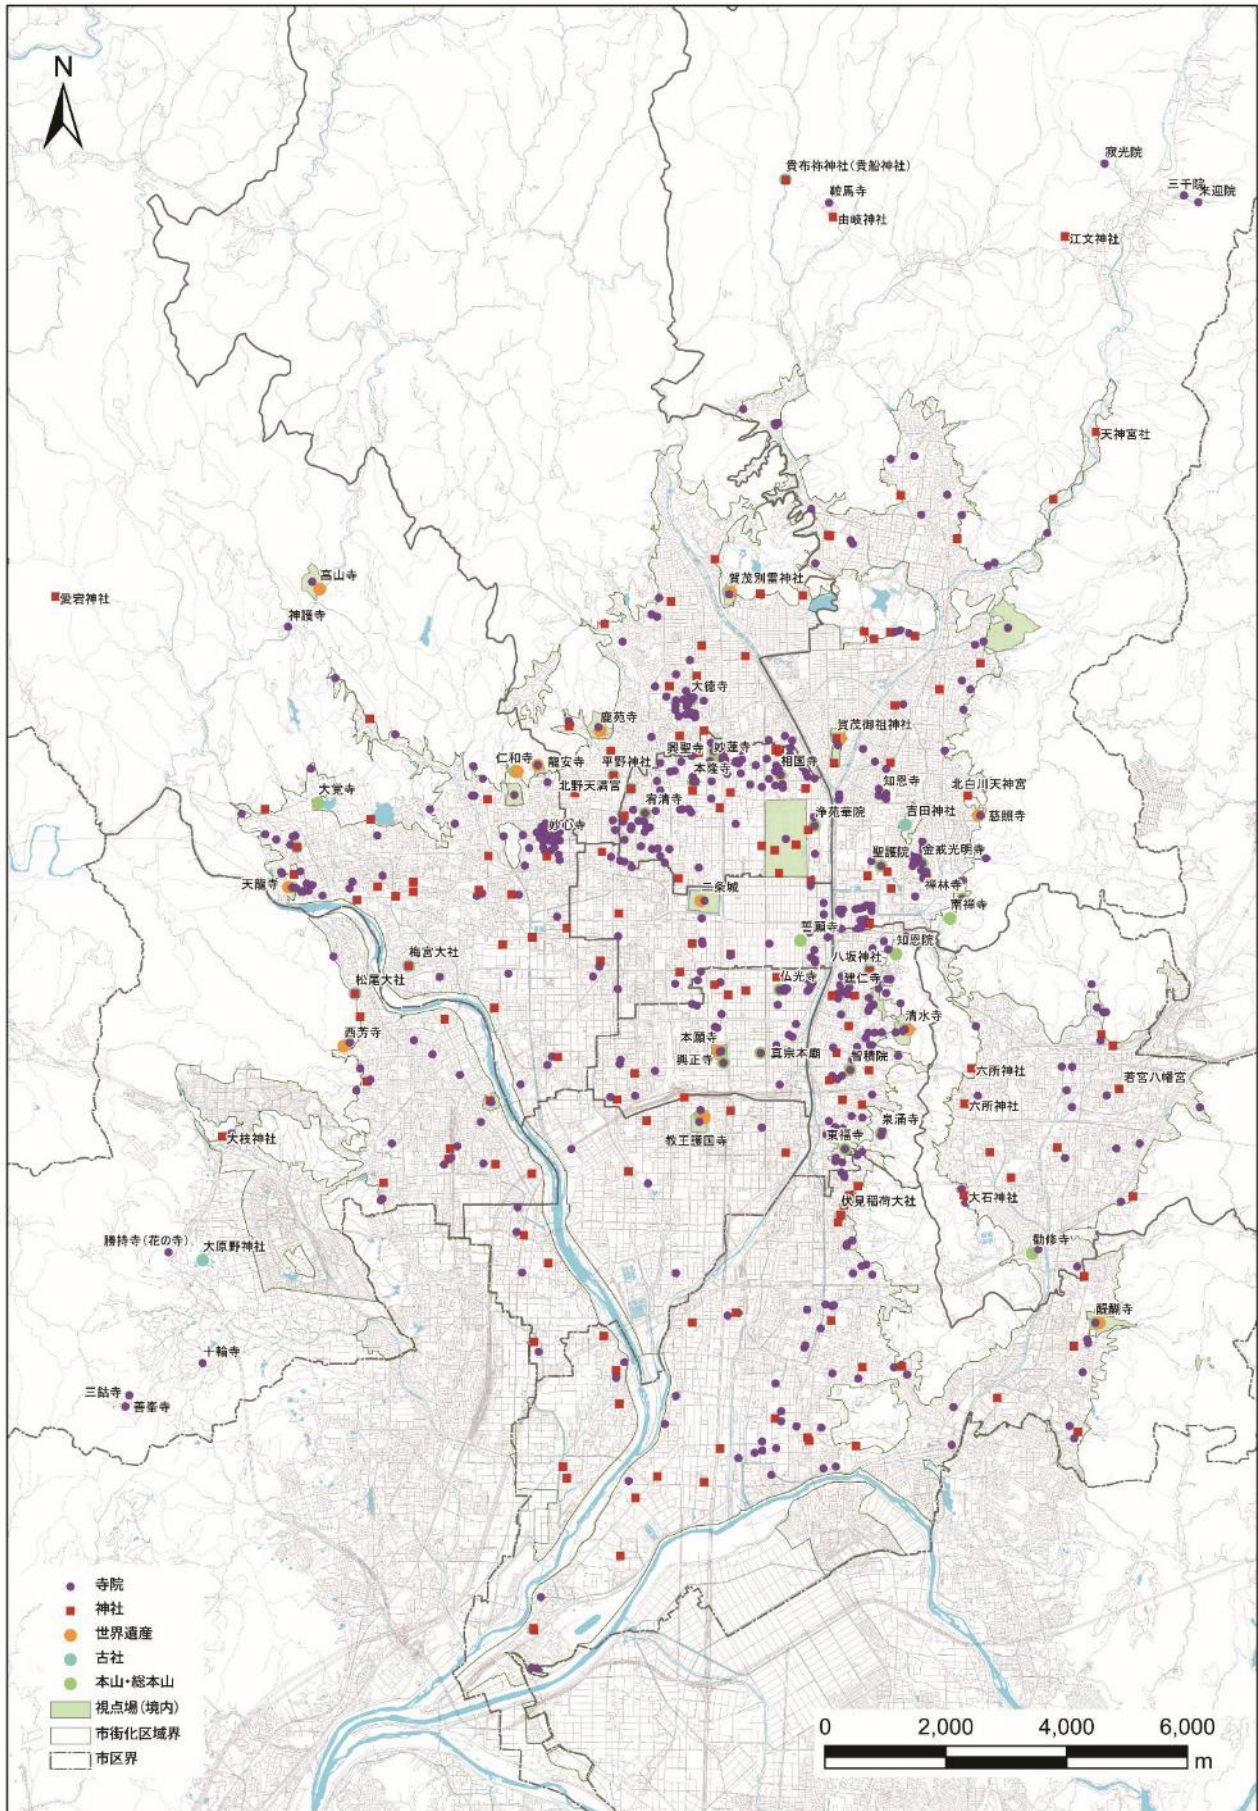 N
寂光院
貴布祢神社(貴船神社)
三千院
来迎院
鞍馬寺
由岐神社
江文神社
天神宮社
高山寺
賀茂別雷神社
愛宕神社
神護寺
大徳寺
鹿苑寺
賀茂御祖神社
興聖寺
妙蓮寺
仁和寺
龍安寺
平野神社
本隆寺
相国寺
知恩寺
北白川天神宮
大覚寺
北野天満宮
宥清寺
浄苑華院
吉田神社
慈照寺
妙心寺
聖護院
金戒光明寺
天龍寺
禅林寺
二条城
南禅寺
誓願寺
知恩院
梅宮大社
八坂神社
松尾大社
仏光寺
建仁寺
清水寺
西芳寺
本願寺
真宗本廟
興正寺
智積院
六所神社
若宮八幡宮
六所神社
大枝神社
教王護国寺
泉涌寺
東福寺
大石神社
伏見稲荷大社
勝持寺(花の寺)
大原野神社
勧修寺
醍醐寺
十輪寺
三鈷寺
善峯寺
寺院
神社
世界遺産
古社
本山・総本山
視点場(境内)
市街化区域界
市区界
0 2,000 4,000 6,000
m